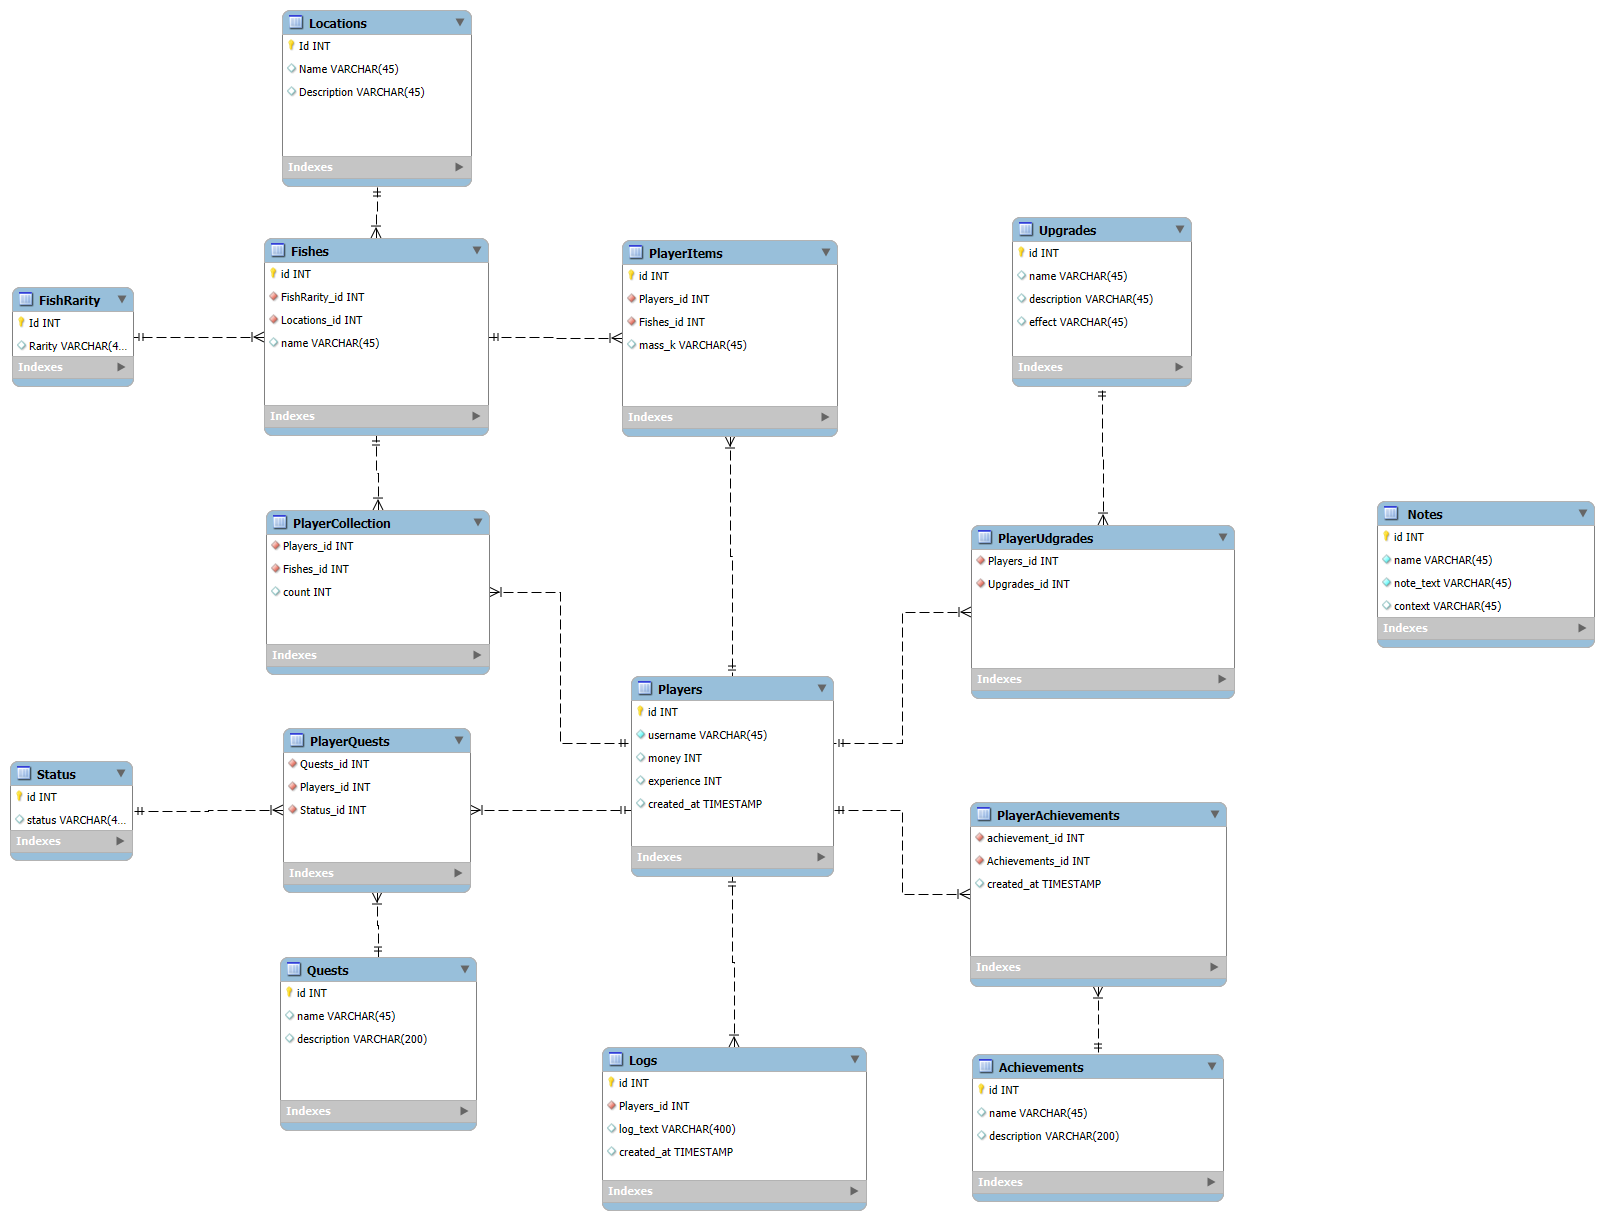 Locations
Id INT
Name VARCHAR(45)
Description VARCHAR(45)
Indexes
Fishes
id INT
FishRarity_id INT
Locations_id INT
name VARCHAR(45)
Indexes
PlayerItems
id INT
Players_id INT
Fishes_id INT
mass_k VARCHAR(45)
Indexes
Upgrades
id INT
name VARCHAR(45)
description VARCHAR(45)
effect VARCHAR(45)
Indexes
FishRarity
Id INT
Rarity VARCHAR(4...
Indexes
PlayerCollection
Players_id INT
Fishes_id INT
count INT
Indexes
PlayerUdgrades
Players_id INT
Upgrades_id INT
Indexes
Notes
id INT
name VARCHAR(45)
note_text VARCHAR(45)
context VARCHAR(45)
Indexes
Players
id INT
username VARCHAR(45)
money INT
experience INT
created_at TIMESTAMP
Indexes
PlayerQuests
Quests_id INT
Players_id INT
Status_id INT
Indexes
Status
id INT
status VARCHAR(4...
Indexes
PlayerAchievements
achievement_id INT
Achievements_id INT
created_at TIMESTAMP
Indexes
Quests
id INT
name VARCHAR(45)
description VARCHAR(200)
Indexes
Logs
id INT
Players_id INT
log_text VARCHAR(400)
created_at TIMESTAMP
Indexes
Achievements
id INT
name VARCHAR(45)
description VARCHAR(200)
Indexes